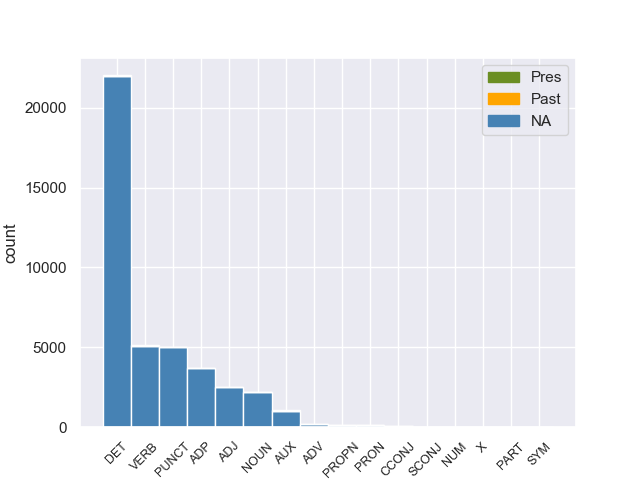 Pres
Past
NA
20000
15000
10000
5000
0
count
DET
VERB
PUNCT
ADP
ADJ
NOUN
AUX
ADV
PROPN
PRON
CCONJ
SCONJ
NUM
X
PART
SYM